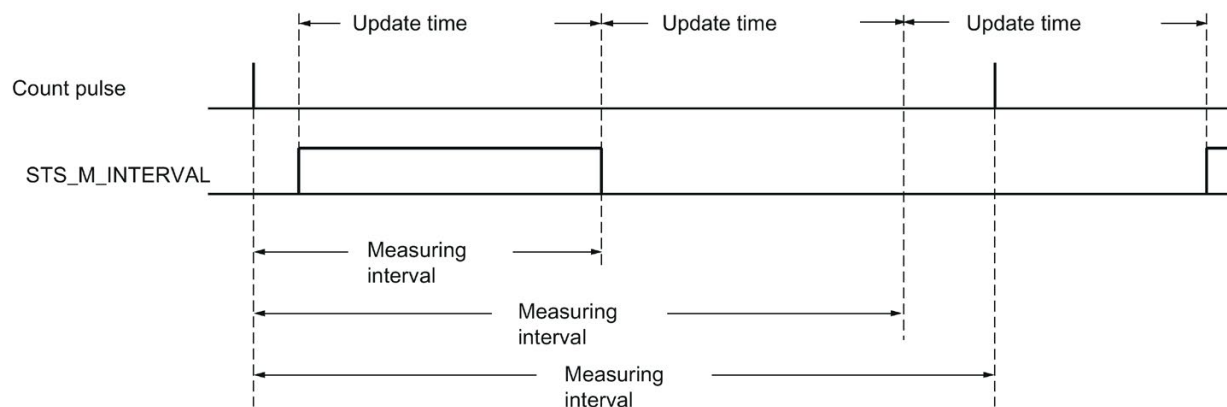 Update time
Update time
Update time
Count pulse
STS_M_INTERVAL
Measuring
interval
Measuring
interval
Measuring
interval